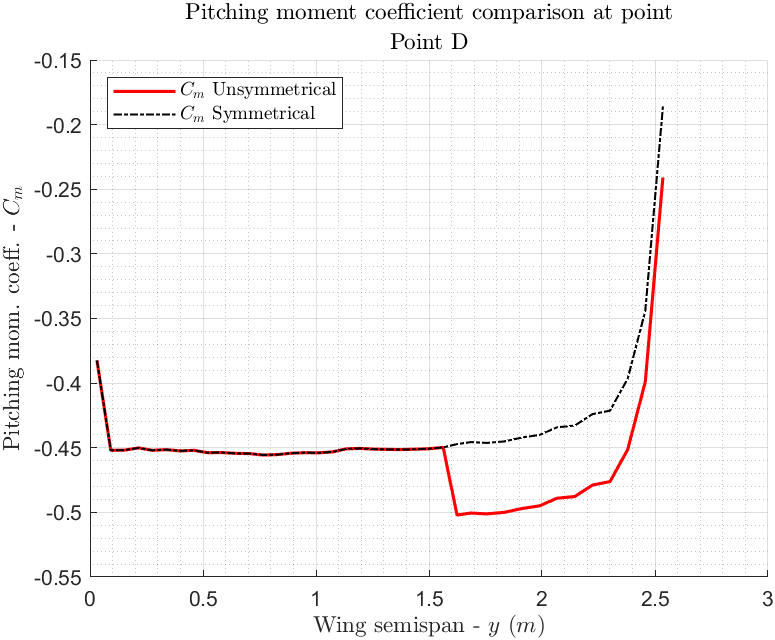 Pitching moment coefficient comparison at point
Point D
C_m Unsymmetrical
C_m Symmetrical
-0.15
-0.2
-0.25
-0.3
-0.35
-0.4
-0.45
-0.5
-0.55
Pitching mom. coeff. - C_m
0 0.5 1 1.5 2 2.5 3
Wing semispan - y (m)